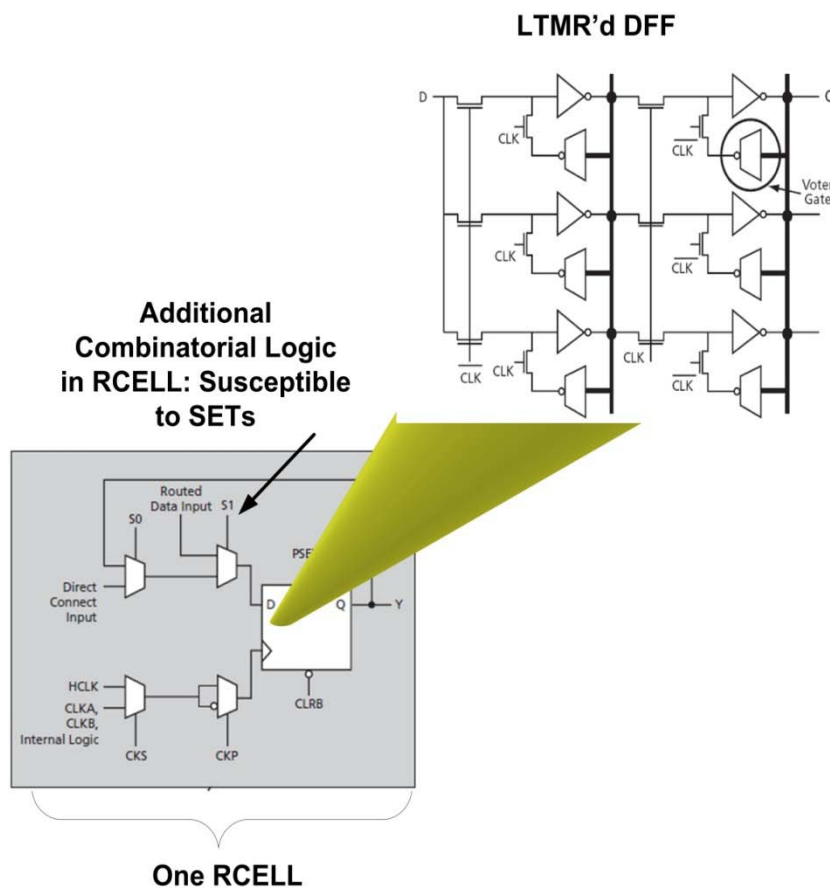 LTMR'd DFF
D
CLK
CLK
Voter
Gate
CLK
CLK
CLK
CLK
CLK
CLK
Additional
Combinatorial Logic
in RCELL: Susceptible
to SETs
Routed
Data Input
S1
S0
Direct
Connect
Input
D
Q
Y
HCLK
CLKA,
CLKB,
Internal Logic
CLRB
CKS
CKP
One RCELL